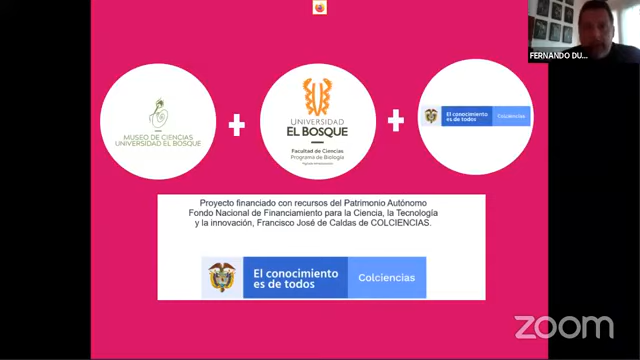 FERNANDO DU...
MUSEO DE CIENCIAS
UNIVERSIDAD EL BOSQUE
+
UNIVERSIDAD
EL BOSQUE
Facultad de Ciencias
Programa de Biología
+
El conocimiento
es de todos
Colciencias
Proyecto financiado con recursos del Patrimonio Autónomo
Fondo Nacional de Financiamiento para la Ciencia, la Tecnología
y la innovación, Francisco José de Caldas de COLCIENCIAS.
El conocimiento
es de todos
Colciencias
zoom